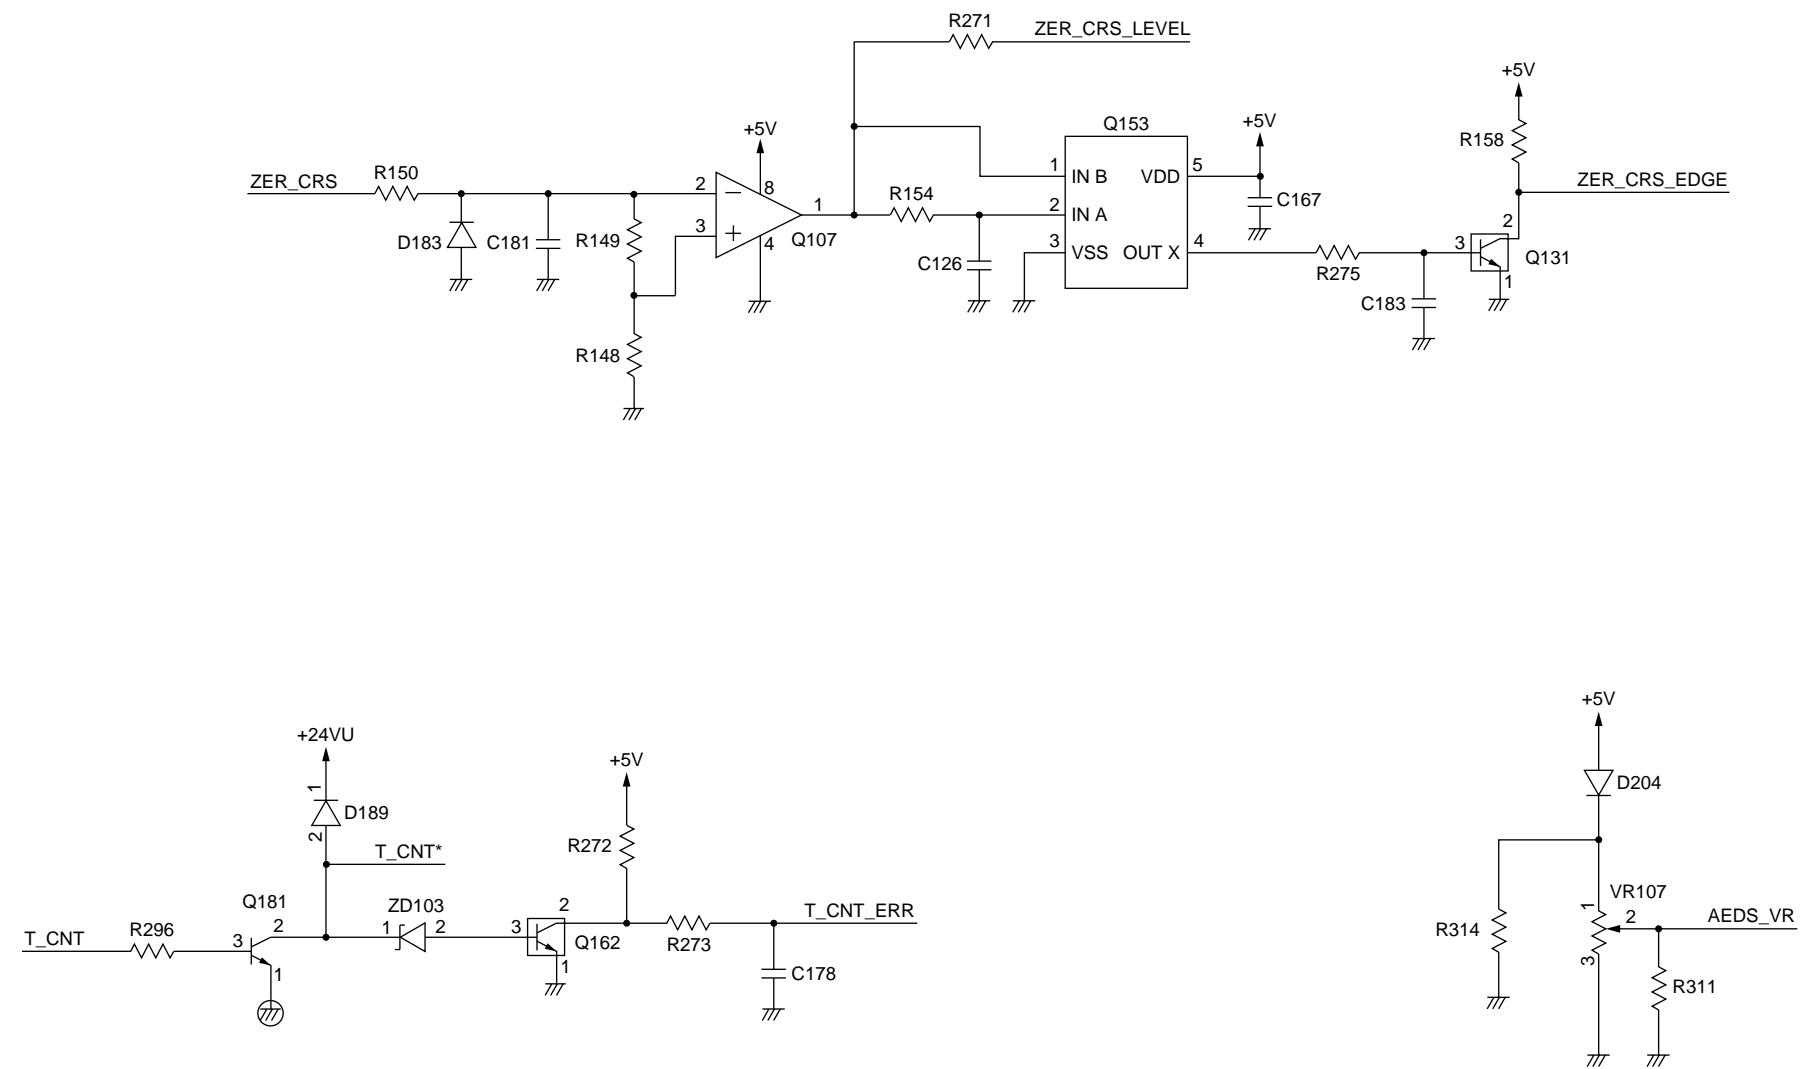 R271
ZER_CRS_LEVEL
+5V
R158
ZER_CRS_EDGE
2
3
Q131
1
+5V
Q153
1 IN B VDD 5
2 IN A
3 VSS OUT X 4
+5V
C167
R275
C183
ZER_CRS
R150
D183
C181
R149
R148
2 −
3 +
8
4
1
Q107
R154
C126
+24VU
1
D189
2
T_CNT*
+5V
R272
Q181
2
ZD103
1 2
2
3
Q162
1
T_CNT_ERR
R273
C178
T_CNT
R296
3
1
+5V
D204
VR107
1
2
3
AEDS_VR
R314
R311